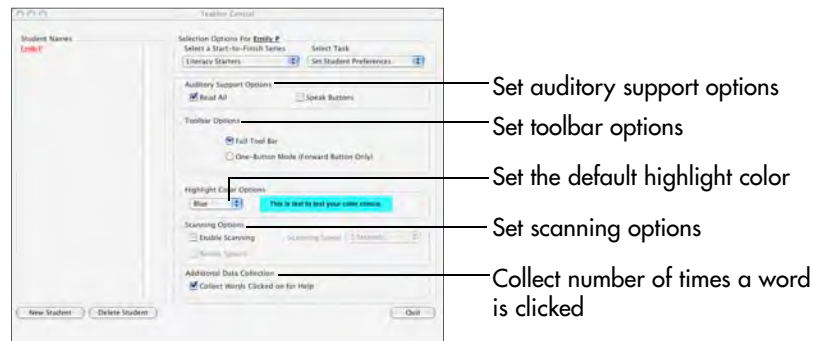 Teacher Central
Student Names
Emily P
Selection Options For Emily P
Select a Start-to-Finish Series
Select Task
Literacy Starters
Set Student Preferences
Auditory Support Options
Read All
Speak Buttons
Toolbar Options
Full Tool Bar
One-Button Mode (Forward Button Only)
Highlight Color Options
Blue
This is text to test your color choice.
Scanning Options
Enable Scanning
Scanning Speed
Additional Data Collection
Collect Words Clicked on for Help
New Student
Delete Student
Quit
Set auditory support options
Set toolbar options
Set the default highlight color
Set scanning options
Collect number of times a word
is clicked